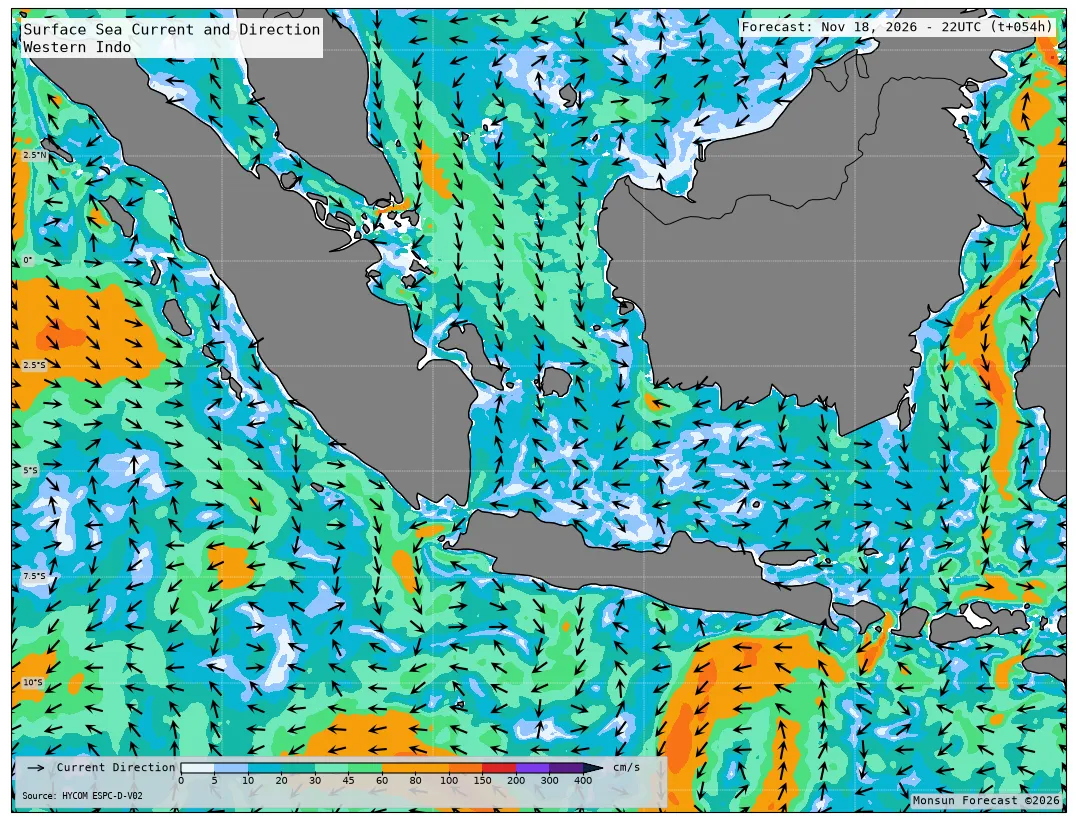 Surface Sea Current and Direction
Western Indo
Forecast: Nov 18, 2026 - 22UTC (t+054h)
2.5°N
0°
2.5°S
5°S
7.5°S
10°S
Current Direction
0 5 10 20 30 45 60 80 100 150 200 300 400 cm/s
Source: HYCOM ESPC-D-V02
Monsun Forecast ©2026